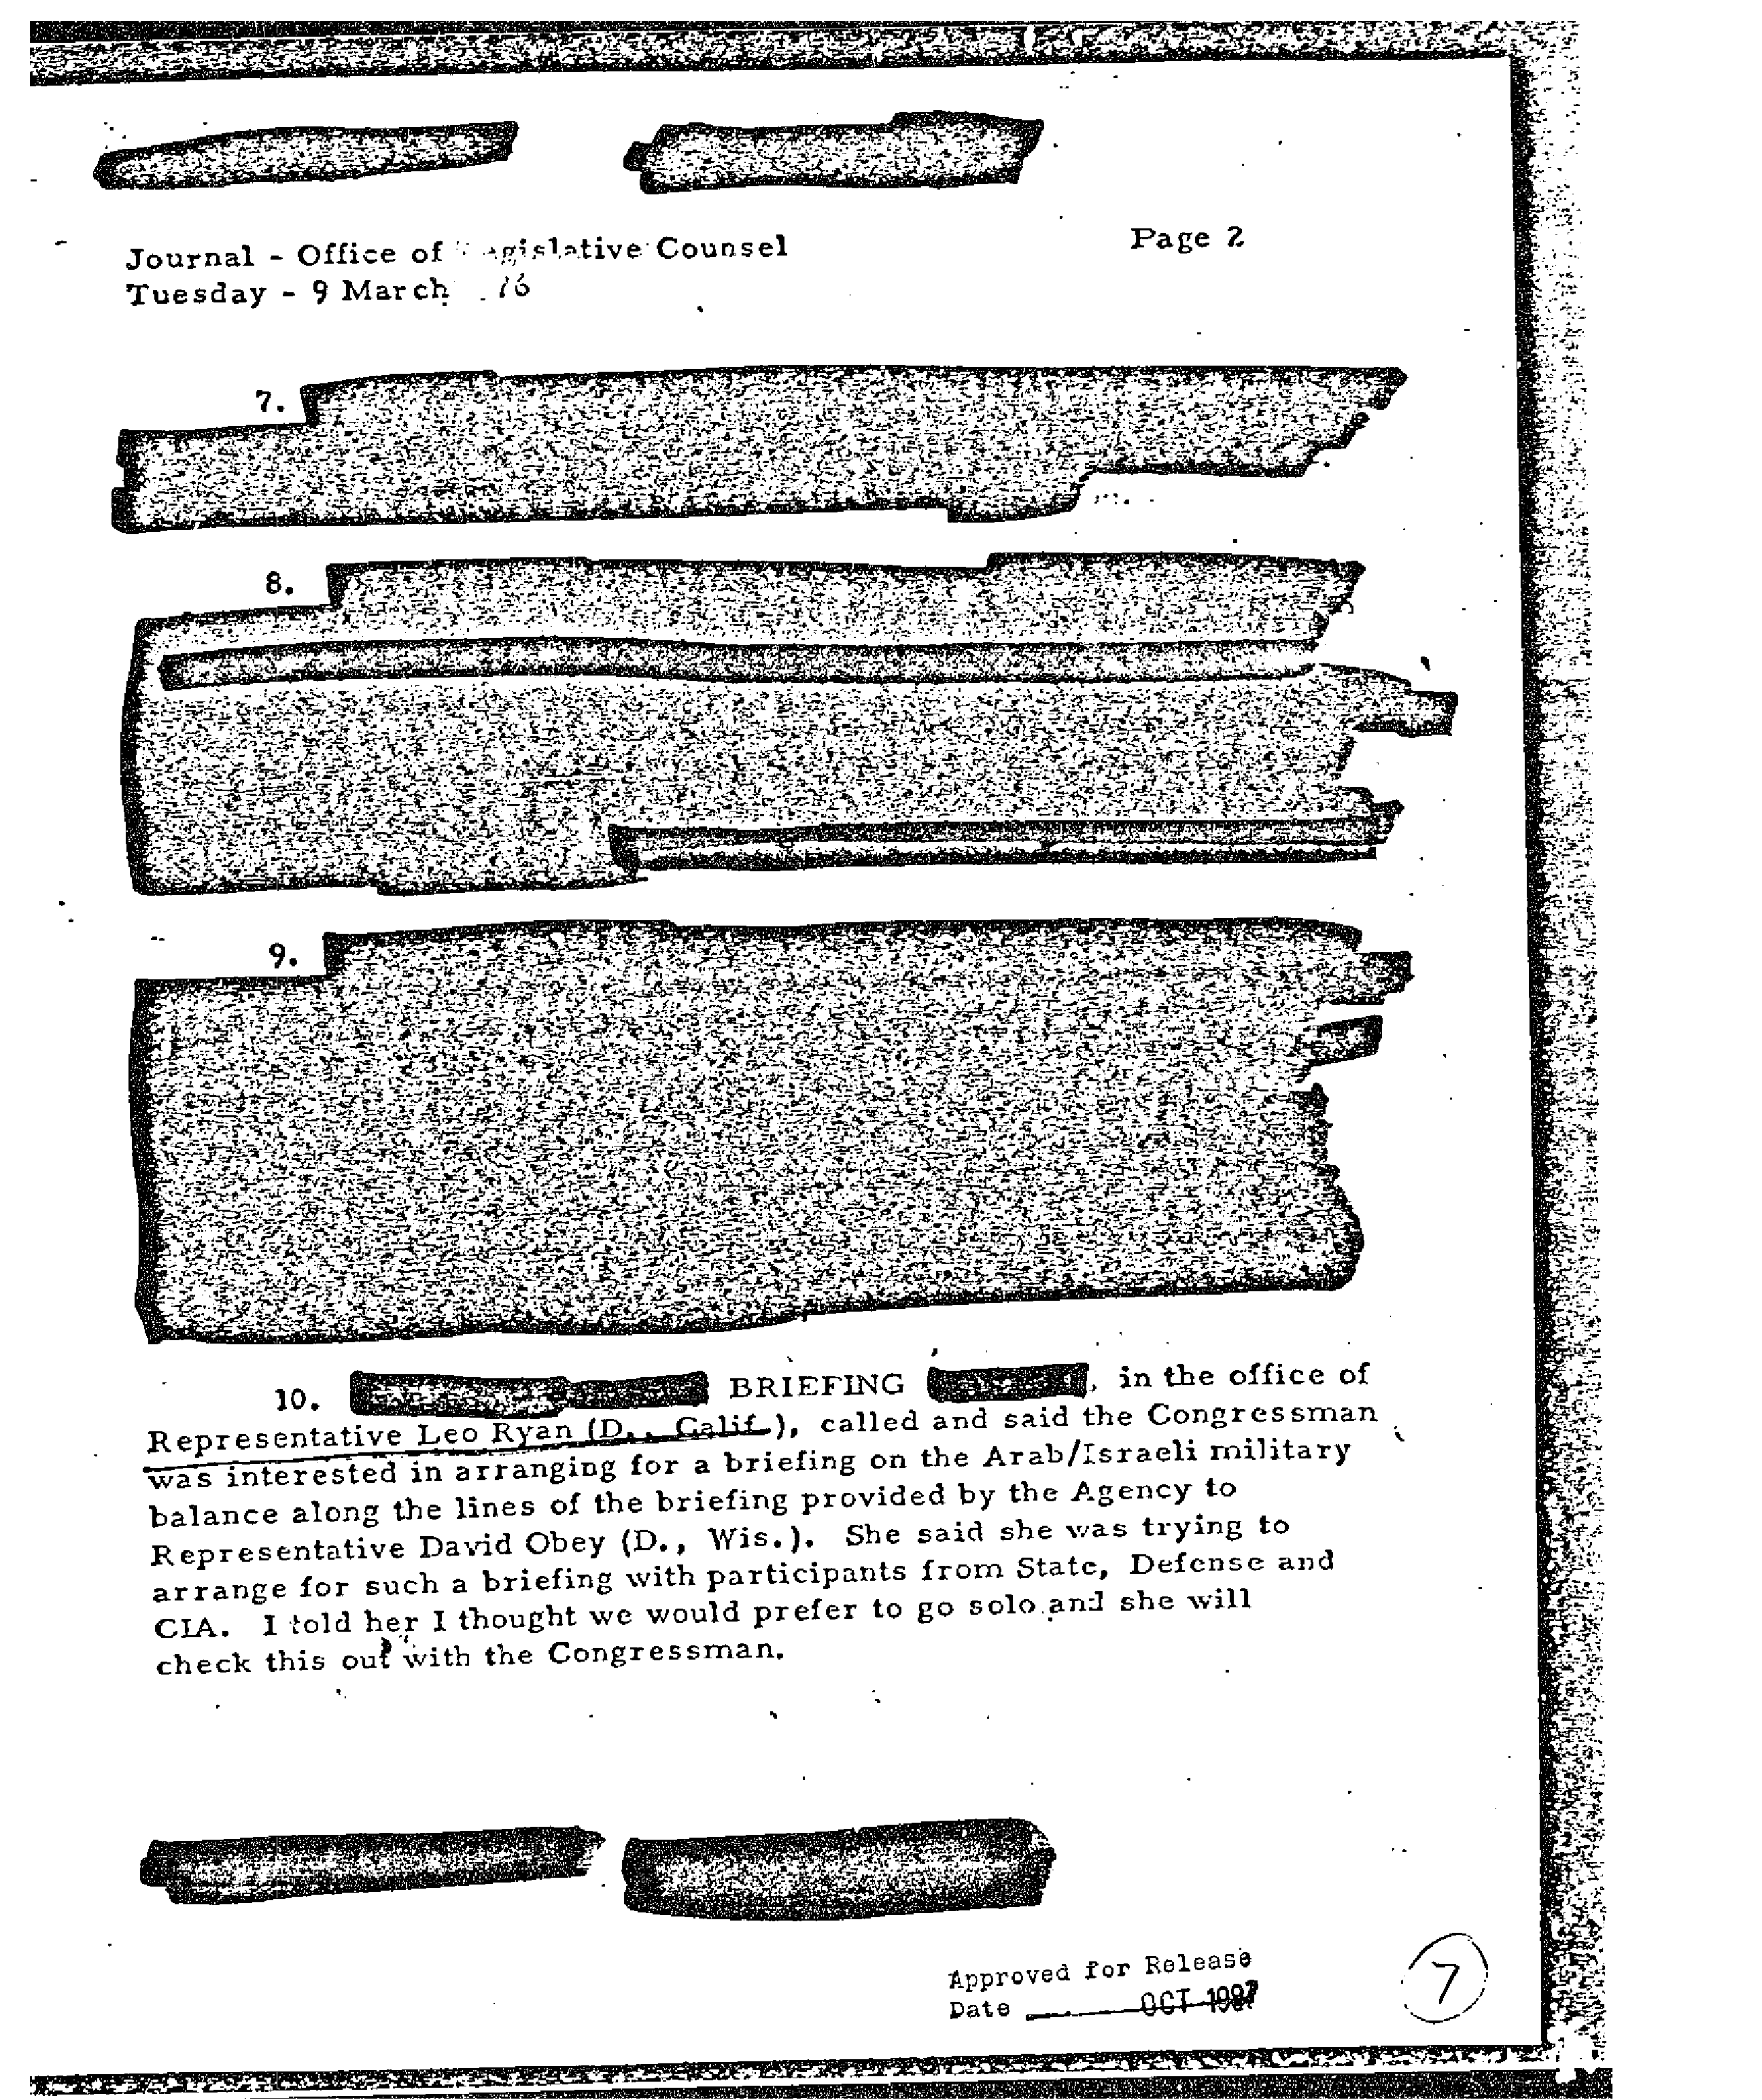 Journal - Office of Legislative Counsel
Page 2
Tuesday - 9 March 76
7.
8.
9.
10. BRIEFING , in the office of
Representative Leo Ryan (D., Calif.), called and said the Congressman
was interested in arranging for a briefing on the Arab/Israeli military
balance along the lines of the briefing provided by the Agency to
Representative David Obey (D., Wis.). She said she was trying to
arrange for such a briefing with participants from State, Defense and
CIA. I told her I thought we would prefer to go solo and she will
check this out with the Congressman.
Approved for Release
Date OCT 1987
7